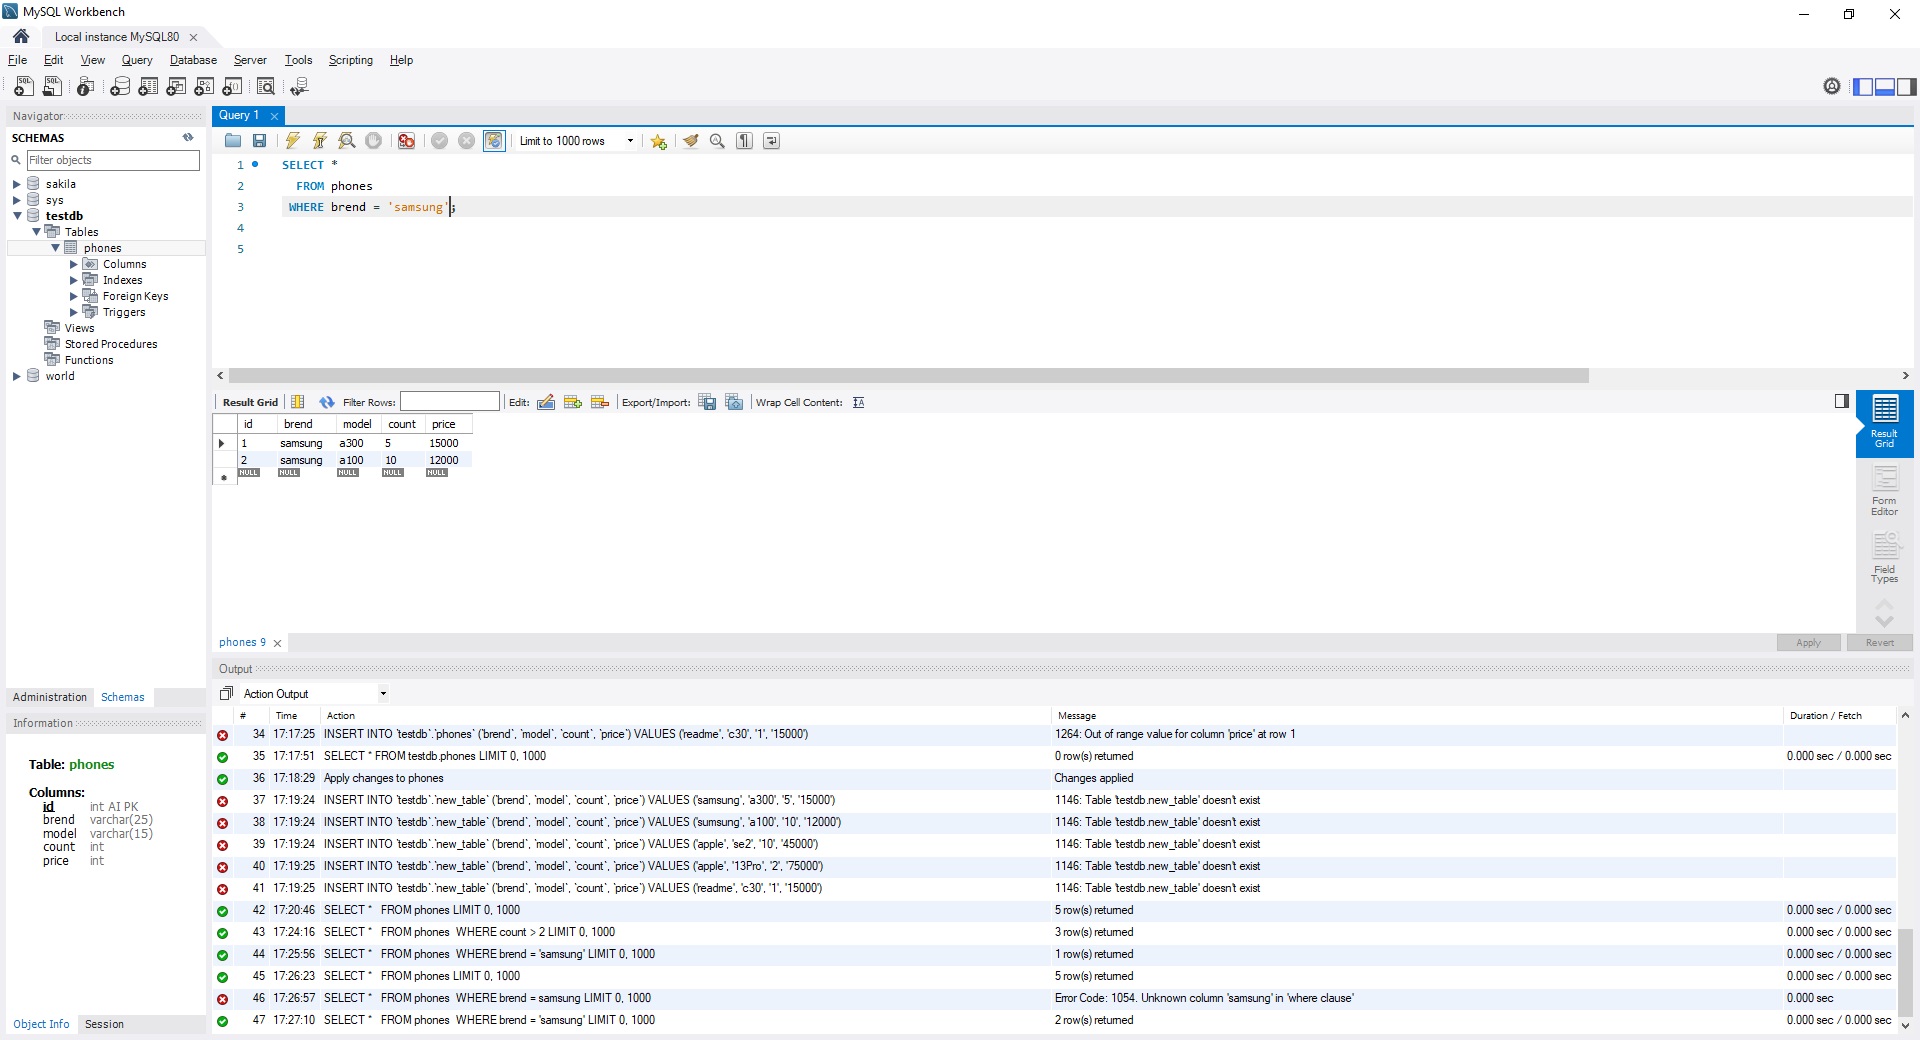 MySQL Workbench
Local instance MySQL80
File Edit View Query Database Server Tools Scripting Help
Navigator
SCHEMAS
Filter objects
sakila
sys
testdb
Tables
phones
Columns
Indexes
Foreign Keys
Triggers
Views
Stored Procedures
Functions
world
Administration Schemas
Information
Table: phones
Columns:
id int AI PK
brend varchar(25)
model varchar(15)
count int
price int
Object Info Session
Query 1
Limit to 1000 rows
1 SELECT *
2 FROM phones
3 WHERE brend = 'samsung';
4
5
Result Grid Filter Rows: Edit: Export/Import: Wrap Cell Content:
id brend model count price
1 samsung a300 5 15000
2 samsung a100 10 12000
NULL NULL NULL NULL NULL
Result
Grid
Form
Editor
Field
Types
phones 9
Apply Revert
Output
Action Output
# Time Action Message Duration / Fetch
34 17:17:25 INSERT INTO `testdb`.`phones` (`brend`, `model`, `count`, `price`) VALUES ('readme', 'c30', '1', '15000') 1264: Out of range value for column 'price' at row 1
35 17:17:51 SELECT * FROM testdb.phones LIMIT 0, 1000 0 row(s) returned 0.000 sec / 0.000 sec
36 17:18:29 Apply changes to phones Changes applied
37 17:19:24 INSERT INTO `testdb`.`new_table` (`brend`, `model`, `count`, `price`) VALUES ('samsung', 'a300', '5', '15000') 1146: Table 'testdb.new_table' doesn't exist
38 17:19:24 INSERT INTO `testdb`.`new_table` (`brend`, `model`, `count`, `price`) VALUES ('sumsung', 'a100', '10', '12000') 1146: Table 'testdb.new_table' doesn't exist
39 17:19:24 INSERT INTO `testdb`.`new_table` (`brend`, `model`, `count`, `price`) VALUES ('apple', 'se2', '10', '45000') 1146: Table 'testdb.new_table' doesn't exist
40 17:19:25 INSERT INTO `testdb`.`new_table` (`brend`, `model`, `count`, `price`) VALUES ('apple', '13Pro', '2', '75000') 1146: Table 'testdb.new_table' doesn't exist
41 17:19:25 INSERT INTO `testdb`.`new_table` (`brend`, `model`, `count`, `price`) VALUES ('readme', 'c30', '1', '15000') 1146: Table 'testdb.new_table' doesn't exist
42 17:20:46 SELECT * FROM phones LIMIT 0, 1000 5 row(s) returned 0.000 sec / 0.000 sec
43 17:24:16 SELECT * FROM phones WHERE count > 2 LIMIT 0, 1000 3 row(s) returned 0.000 sec / 0.000 sec
44 17:25:56 SELECT * FROM phones WHERE brend = 'samsung' LIMIT 0, 1000 1 row(s) returned 0.000 sec / 0.000 sec
45 17:26:23 SELECT * FROM phones LIMIT 0, 1000 5 row(s) returned 0.000 sec / 0.000 sec
46 17:26:57 SELECT * FROM phones WHERE brend = samsung LIMIT 0, 1000 Error Code: 1054. Unknown column 'samsung' in 'where clause' 0.000 sec
47 17:27:10 SELECT * FROM phones WHERE brend = 'samsung' LIMIT 0, 1000 2 row(s) returned 0.000 sec / 0.000 sec